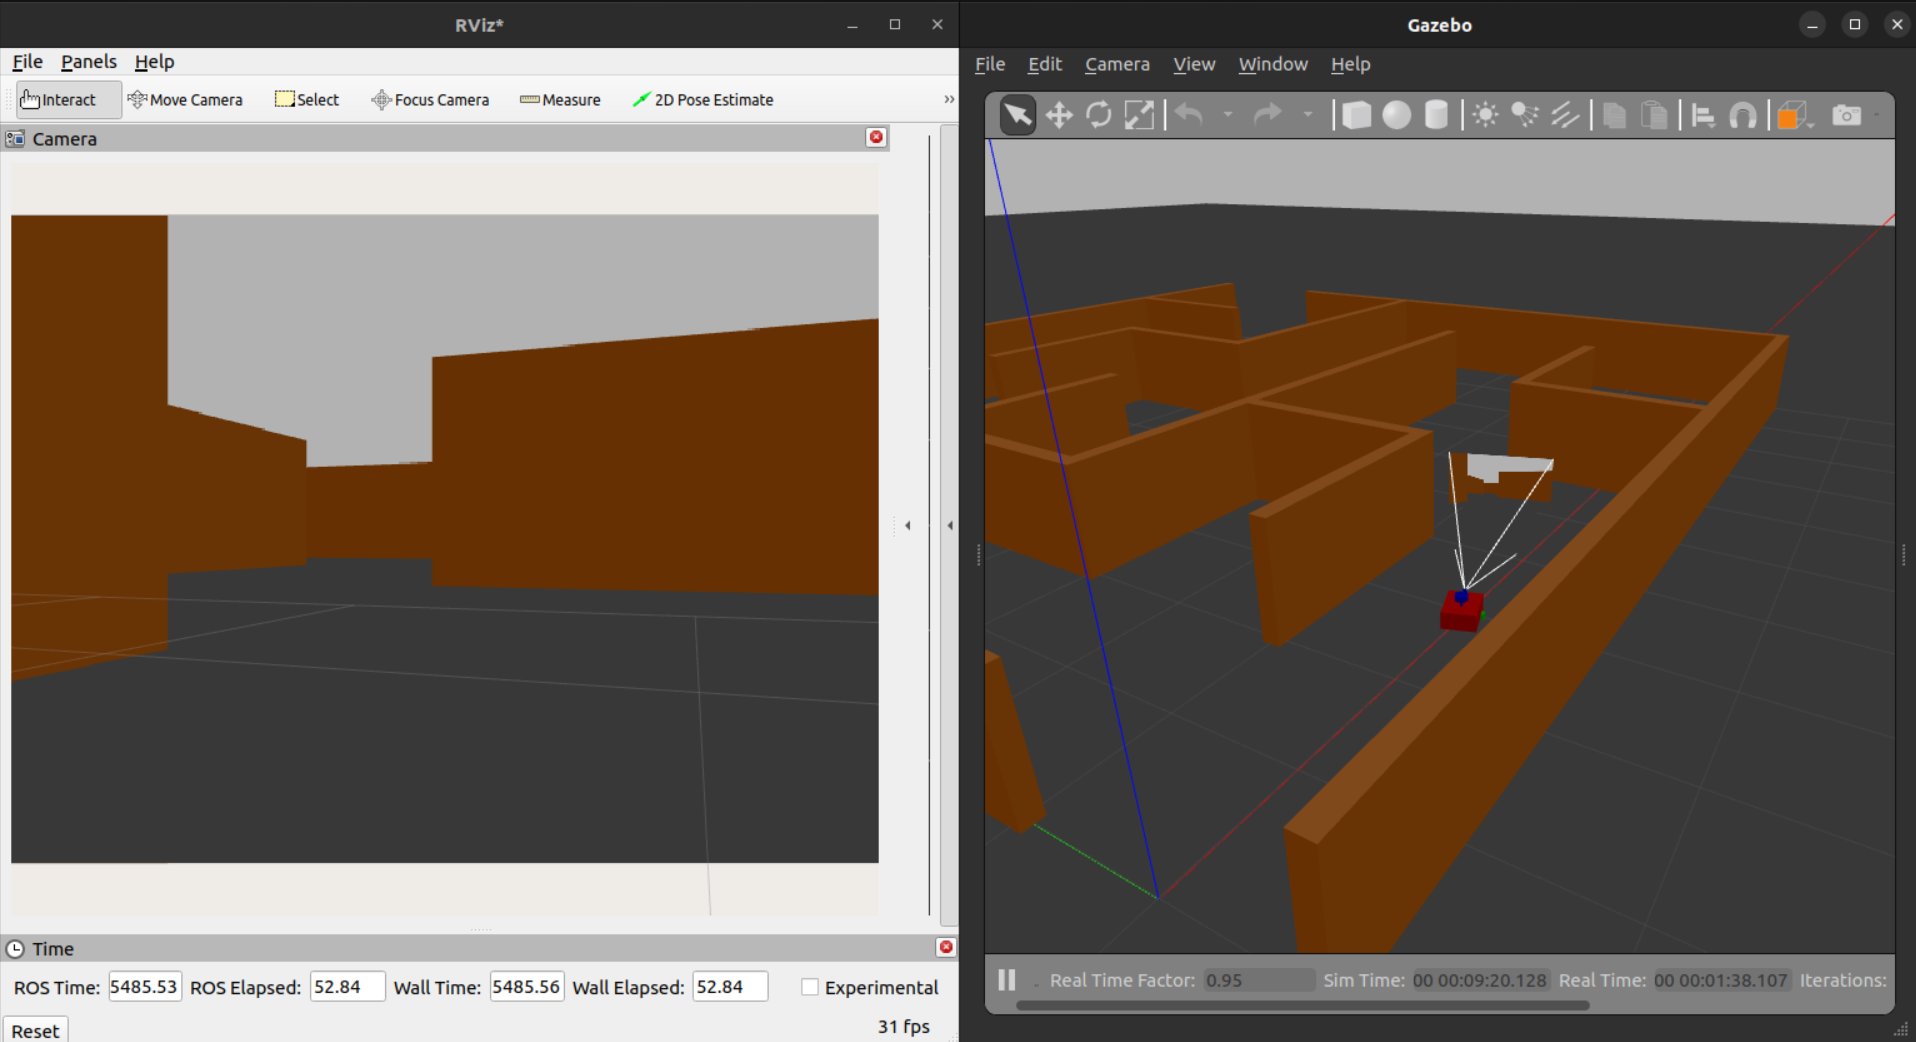 RViz*
File Panels Help
Interact Move Camera Select Focus Camera Measure 2D Pose Estimate »
Camera
Time
ROS Time: 5485.53 ROS Elapsed: 52.84 Wall Time: 5485.56 Wall Elapsed: 52.84 Experimental
Reset 31 fps
Gazebo
File Edit Camera View Window Help
Real Time Factor: 0.95 Sim Time: 00 00:09:20.128 Real Time: 00 00:01:38.107 Iterations: